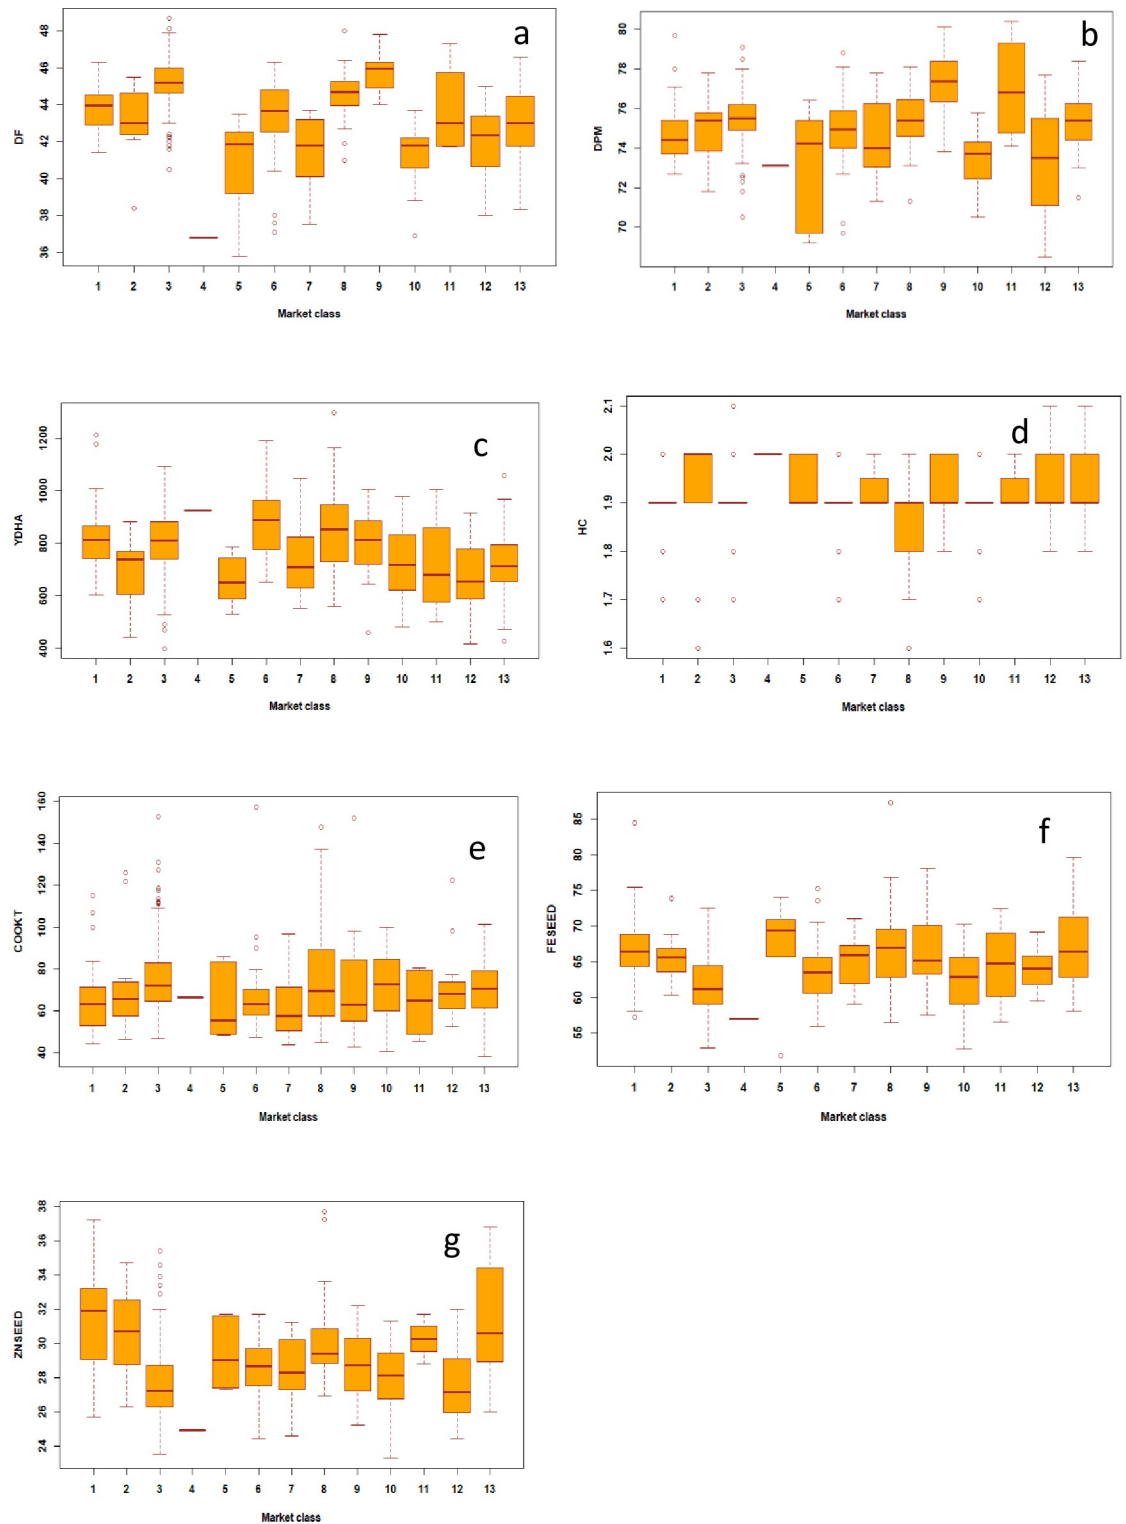 a
DF
48
46
44
42
40
38
36
1 2 3 4 5 6 7 8 9 10 11 12 13
Market class
b
DPM
80
78
76
74
72
70
1 2 3 4 5 6 7 8 9 10 11 12 13
Market class
c
YDHA
1200
1000
800
600
400
1 2 3 4 5 6 7 8 9 10 11 12 13
Market class
d
HC
2.1
2.0
1.9
1.8
1.7
1.6
1 2 3 4 5 6 7 8 9 10 11 12 13
Market class
e
COOKT
160
140
120
100
80
60
40
1 2 3 4 5 6 7 8 9 10 11 12 13
Market class
f
FESEED
85
80
75
70
65
60
55
1 2 3 4 5 6 7 8 9 10 11 12 13
Market class
g
ZNSEED
38
36
34
32
30
28
26
24
1 2 3 4 5 6 7 8 9 10 11 12 13
Market class